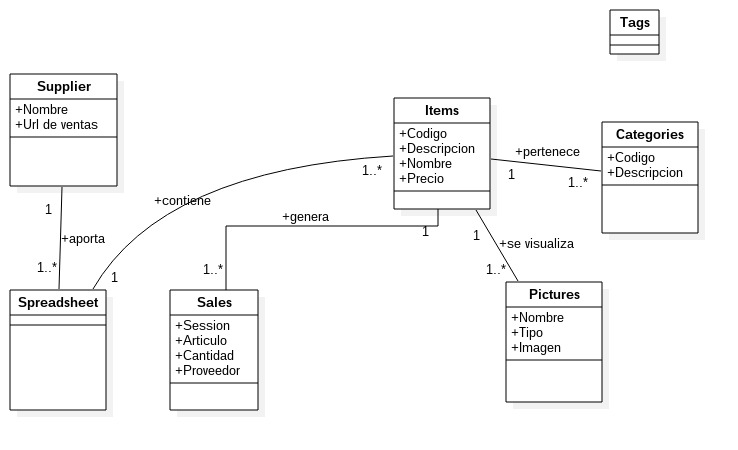 Tags
Supplier
+Nombre
+Url de ventas
Items
+Codigo
+Descripcion
+Nombre
+Precio
Categories
+Codigo
+Descripcion
+pertenece
1
1..*
1..*
+contiene
1
1
+aporta
1..*
+genera
1
1..*
1
+se visualiza
1..*
Spreadsheet
Sales
+Session
+Articulo
+Cantidad
+Proveedor
Pictures
+Nombre
+Tipo
+Imagen